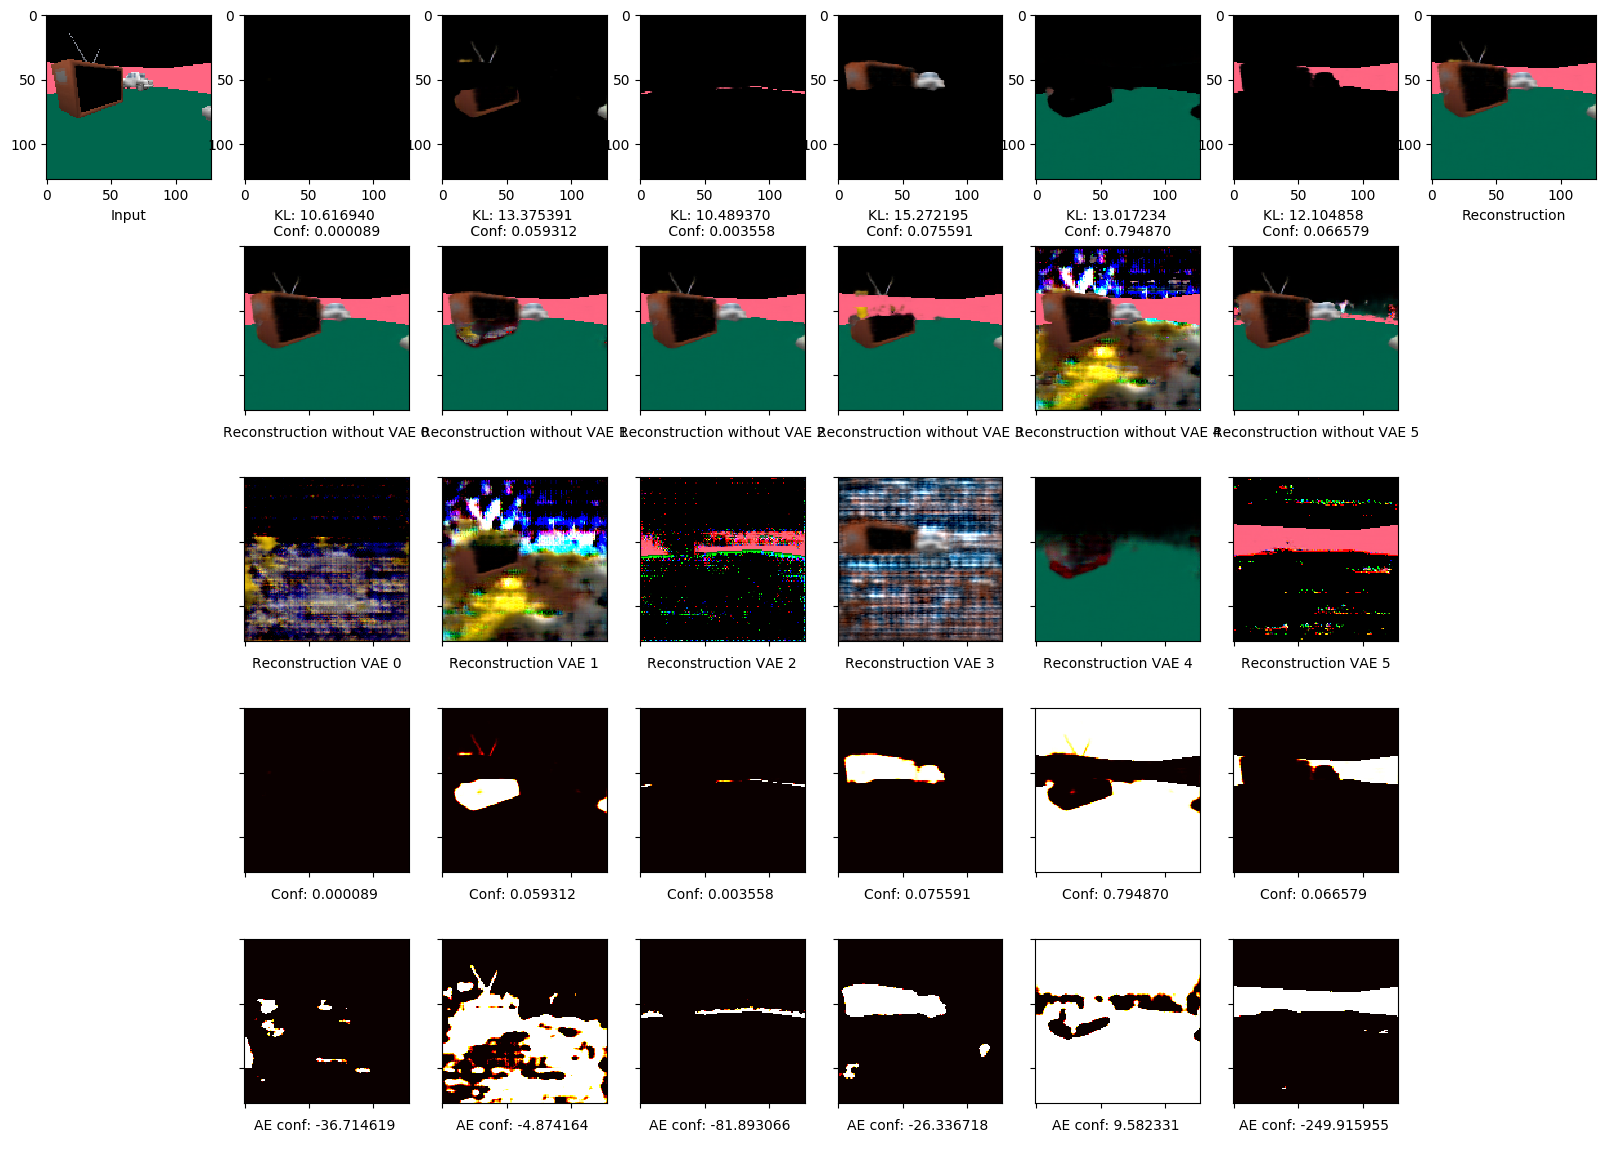 0 0 0 0 0 0 0 0
50 50 50 50 50 50 50 50
100 100 100 100 100 100 100 100
0 50 100 0 50 100 0 50 100 0 50 100 0 50 100 0 50 100 0 50 100 0 50 100
Input KL: 10.616940 KL: 13.375391 KL: 10.489370 KL: 15.272195 KL: 13.017234 KL: 12.104858 Reconstruction
Conf: 0.000089 Conf: 0.059312 Conf: 0.003558 Conf: 0.075591 Conf: 0.794870 Conf: 0.066579
Reconstruction without VAE 0 Reconstruction without VAE 1 Reconstruction without VAE 2 Reconstruction without VAE 3 Reconstruction without VAE 4 Reconstruction without VAE 5
Reconstruction VAE 0 Reconstruction VAE 1 Reconstruction VAE 2 Reconstruction VAE 3 Reconstruction VAE 4 Reconstruction VAE 5
Conf: 0.000089 Conf: 0.059312 Conf: 0.003558 Conf: 0.075591 Conf: 0.794870 Conf: 0.066579
AE conf: -36.714619 AE conf: -4.874164 AE conf: -81.893066 AE conf: -26.336718 AE conf: 9.582331 AE conf: -249.915955